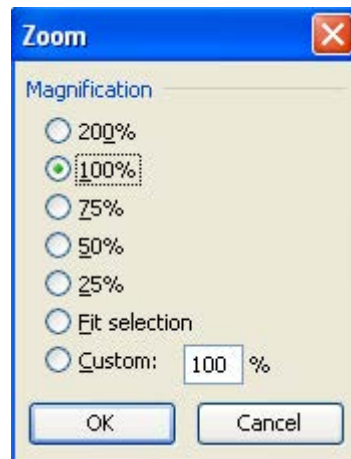 Zoom
Magnification
200%
100%
75%
50%
25%
Fit selection
Custom: 100 %
OK Cancel